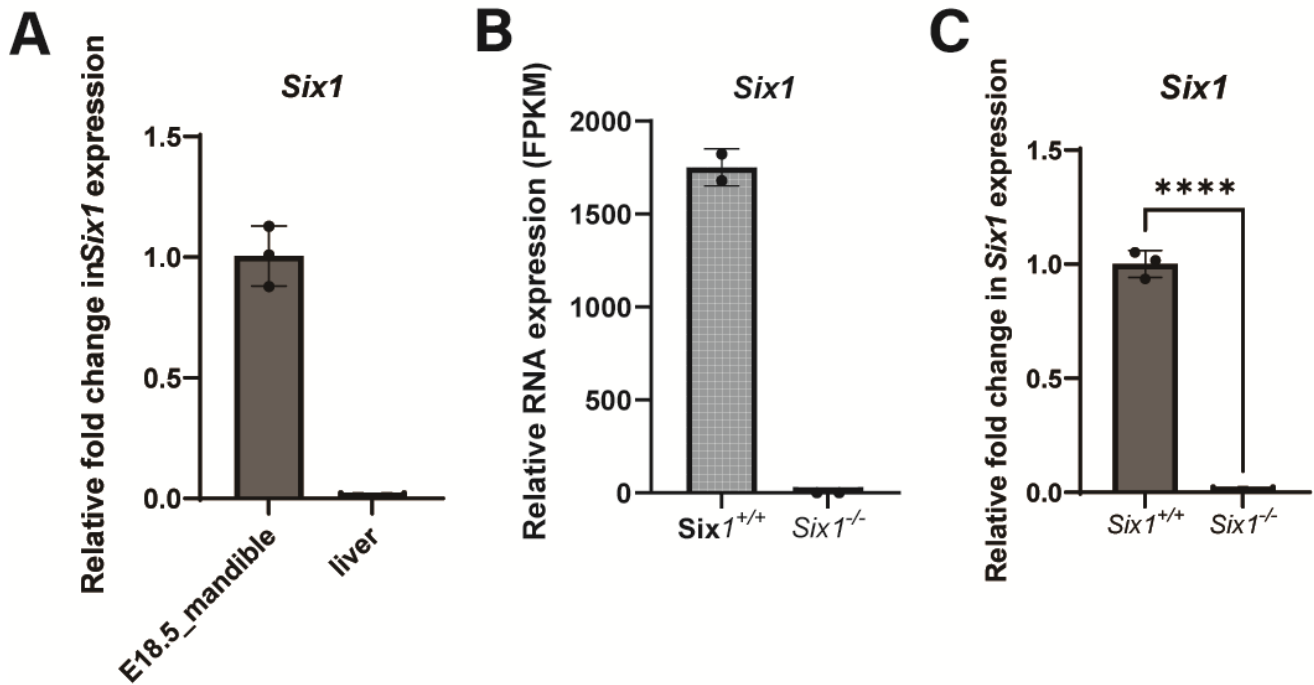 A
Relative fold change inSix1 expression
Six1
1.5
1.0
0.5
0.0
E18.5_mandible
liver
B
Relative RNA expression (FPKM)
Six1
2000
1500
1000
500
0
Six1+/+
Six1-/-
C
Relative fold change in Six1 expression
Six1
1.5
1.0
0.5
0.0
****
Six1+/+
Six1-/-